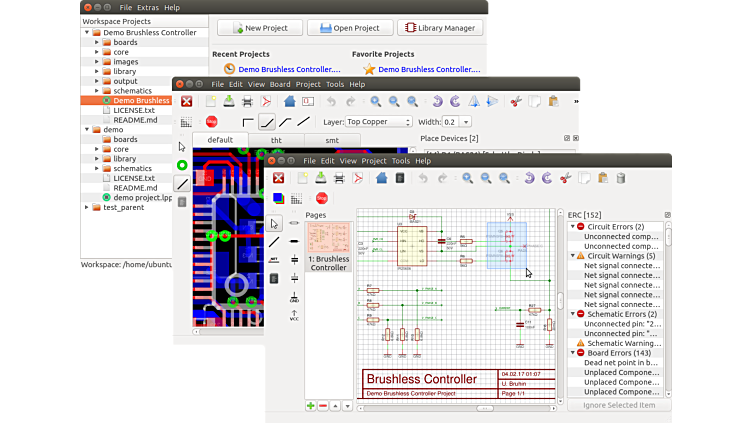 File Extras Help
Workspace Projects
Demo Brushless Controller
boards
core
images
library
output
schematics
Demo Brushless
LICENSE.txt
README.md
demo
boards
core
library
schematics
LICENSE.txt
README.md
demo project.lpp
test_parent
Workspace: /home/ubuntu
New Project
Open Project
Library Manager
Recent Projects
Favorite Projects
Demo Brushless Controller....
Demo Brushless Controller....
File Edit View Board Project Tools Help
Stop
Layer: Top Copper
Width: 0.2
default
tht
smt
Place Devices [2]
File Edit View Project Tools Help
Stop
Pages
1: Brushless
Controller
.NET
GND
VCC
Brushless Controller
Demo Brushless Controller Project
04.02.17 01:07
U. Bruhin
Page 1/1
ERC [152]
Circuit Errors (2)
Unconnected comp...
Unconnected comp...
Circuit Warnings (5)
Net signal connecte...
Net signal connecte...
Net signal connecte...
Net signal connecte...
Net signal connecte...
Schematic Errors (2)
Unconnected pin: "2...
Unconnected pin: "...
Schematic Warning...
Board Errors (143)
Dead net point in b...
Unplaced Compone...
Unplaced Compone...
Unplaced Compone...
Ignore Selected Item